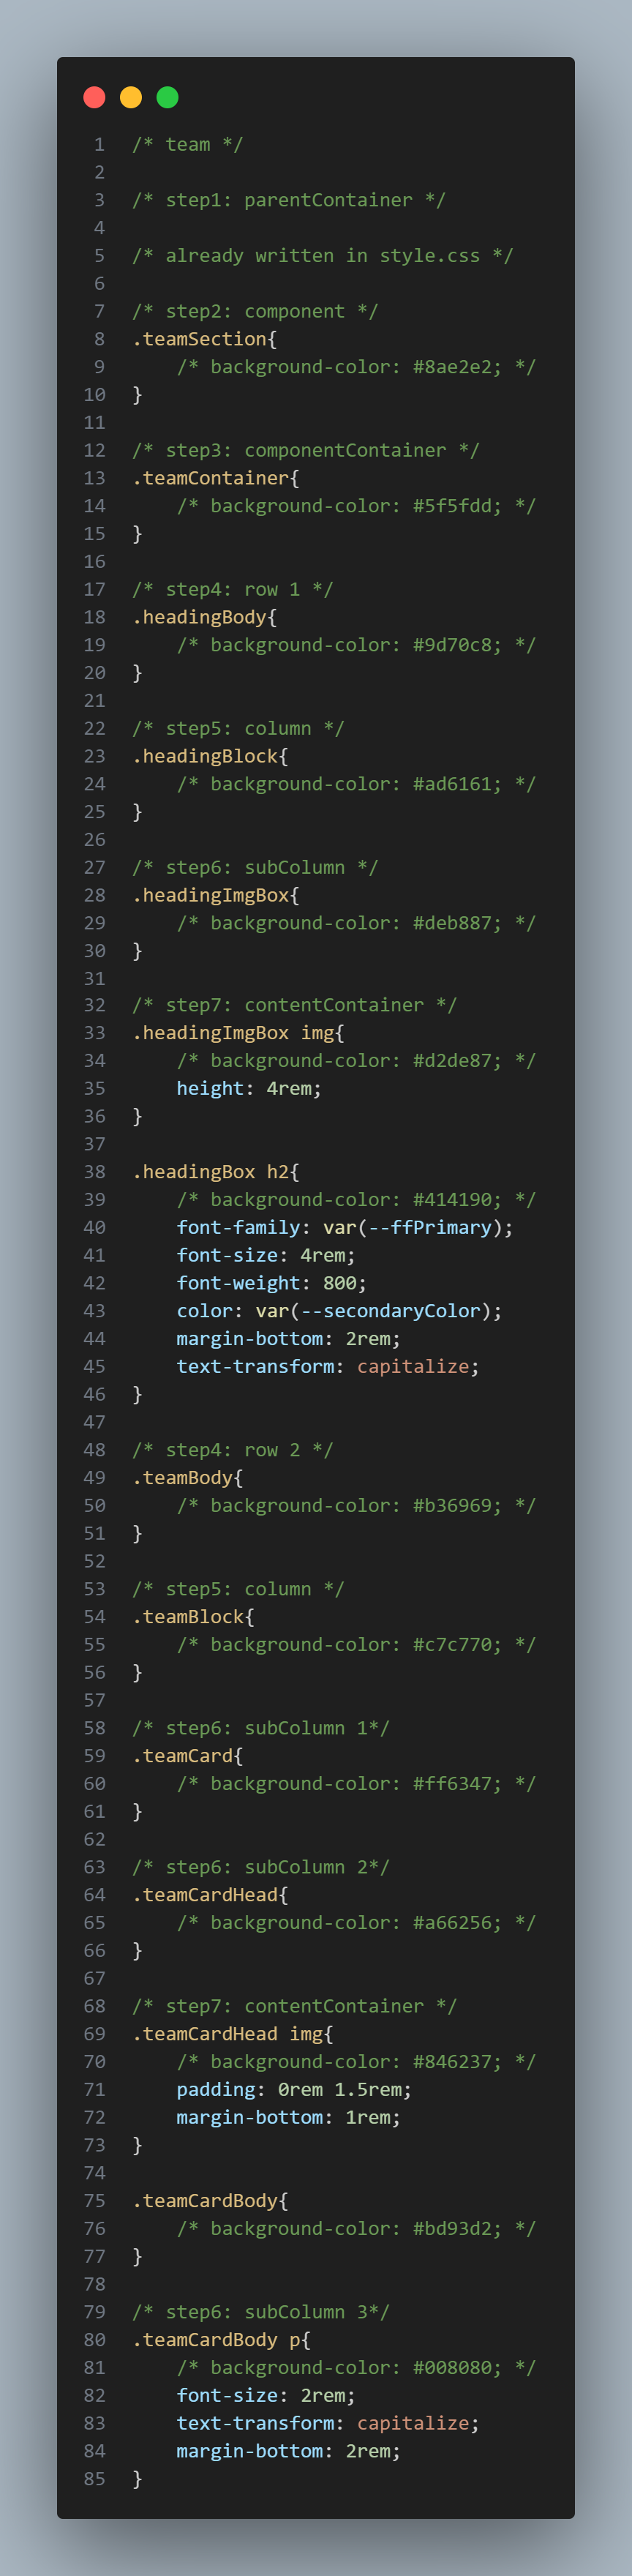 1 /* team */
2
3 /* step1: parentContainer */
4
5 /* already written in style.css */
6
7 /* step2: component */
8 .teamSection{
9     /* background-color: #8ae2e2; */
10 }
11
12 /* step3: componentContainer */
13 .teamContainer{
14     /* background-color: #5f5fdd; */
15 }
16
17 /* step4: row 1 */
18 .headingBody{
19     /* background-color: #9d70c8; */
20 }
21
22 /* step5: column */
23 .headingBlock{
24     /* background-color: #ad6161; */
25 }
26
27 /* step6: subColumn */
28 .headingImgBox{
29     /* background-color: #deb887; */
30 }
31
32 /* step7: contentContainer */
33 .headingImgBox img{
34     /* background-color: #d2de87; */
35     height: 4rem;
36 }
37
38 .headingBox h2{
39     /* background-color: #414190; */
40     font-family: var(--ffPrimary);
41     font-size: 4rem;
42     font-weight: 800;
43     color: var(--secondaryColor);
44     margin-bottom: 2rem;
45     text-transform: capitalize;
46 }
47
48 /* step4: row 2 */
49 .teamBody{
50     /* background-color: #b36969; */
51 }
52
53 /* step5: column */
54 .teamBlock{
55     /* background-color: #c7c770; */
56 }
57
58 /* step6: subColumn 1*/
59 .teamCard{
60     /* background-color: #ff6347; */
61 }
62
63 /* step6: subColumn 2*/
64 .teamCardHead{
65     /* background-color: #a66256; */
66 }
67
68 /* step7: contentContainer */
69 .teamCardHead img{
70     /* background-color: #846237; */
71     padding: 0rem 1.5rem;
72     margin-bottom: 1rem;
73 }
74
75 .teamCardBody{
76     /* background-color: #bd93d2; */
77 }
78
79 /* step6: subColumn 3*/
80 .teamCardBody p{
81     /* background-color: #008080; */
82     font-size: 2rem;
83     text-transform: capitalize;
84     margin-bottom: 2rem;
85 }